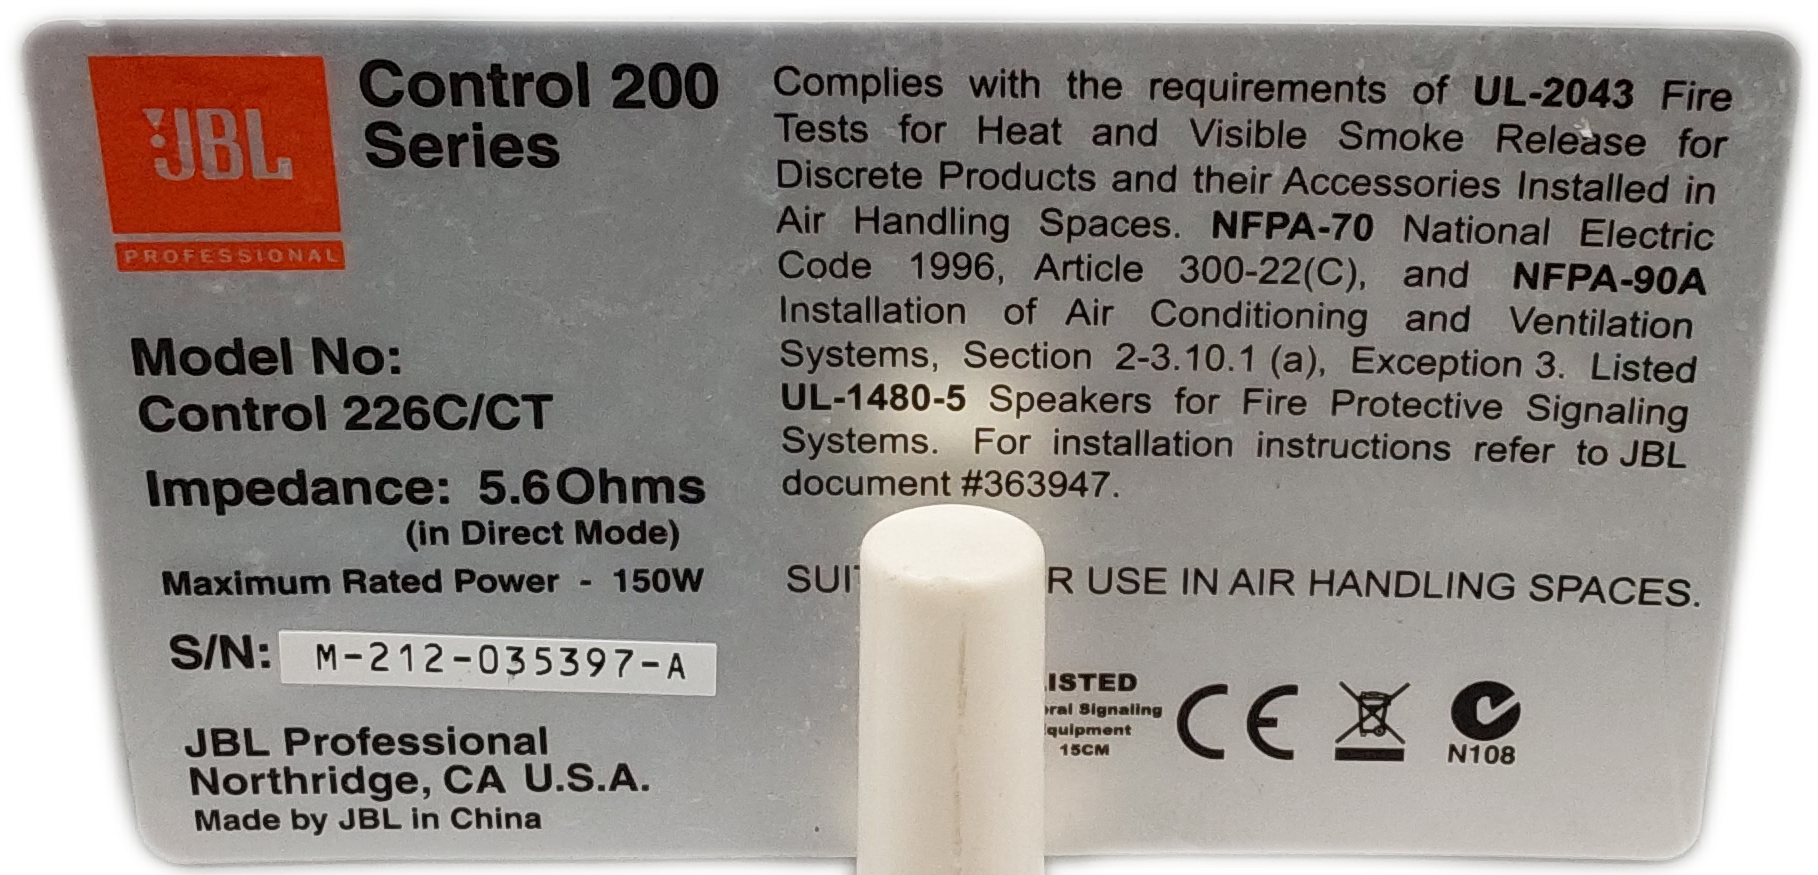 JBL
PROFESSIONAL
Control 200
Series
Model No:
Control 226C/CT
Impedance: 5.6 Ohms
(in Direct Mode)
Maximum Rated Power - 150W
S/N: M-212-035397-A
JBL Professional
Northridge, CA U.S.A.
Made by JBL in China
Complies with the requirements of UL-2043 Fire
Tests for Heat and Visible Smoke Release for
Discrete Products and their Accessories Installed in
Air Handling Spaces. NFPA-70 National Electric
Code 1996, Article 300-22(C), and NFPA-90A
Installation of Air Conditioning and Ventilation
Systems, Section 2-3.10.1 (a), Exception 3. Listed
UL-1480-5 Speakers for Fire Protective Signaling
Systems. For installation instructions refer to JBL
document #363947.
USE IN AIR HANDLING SPACES.
Signaling
15CM
CE
N108